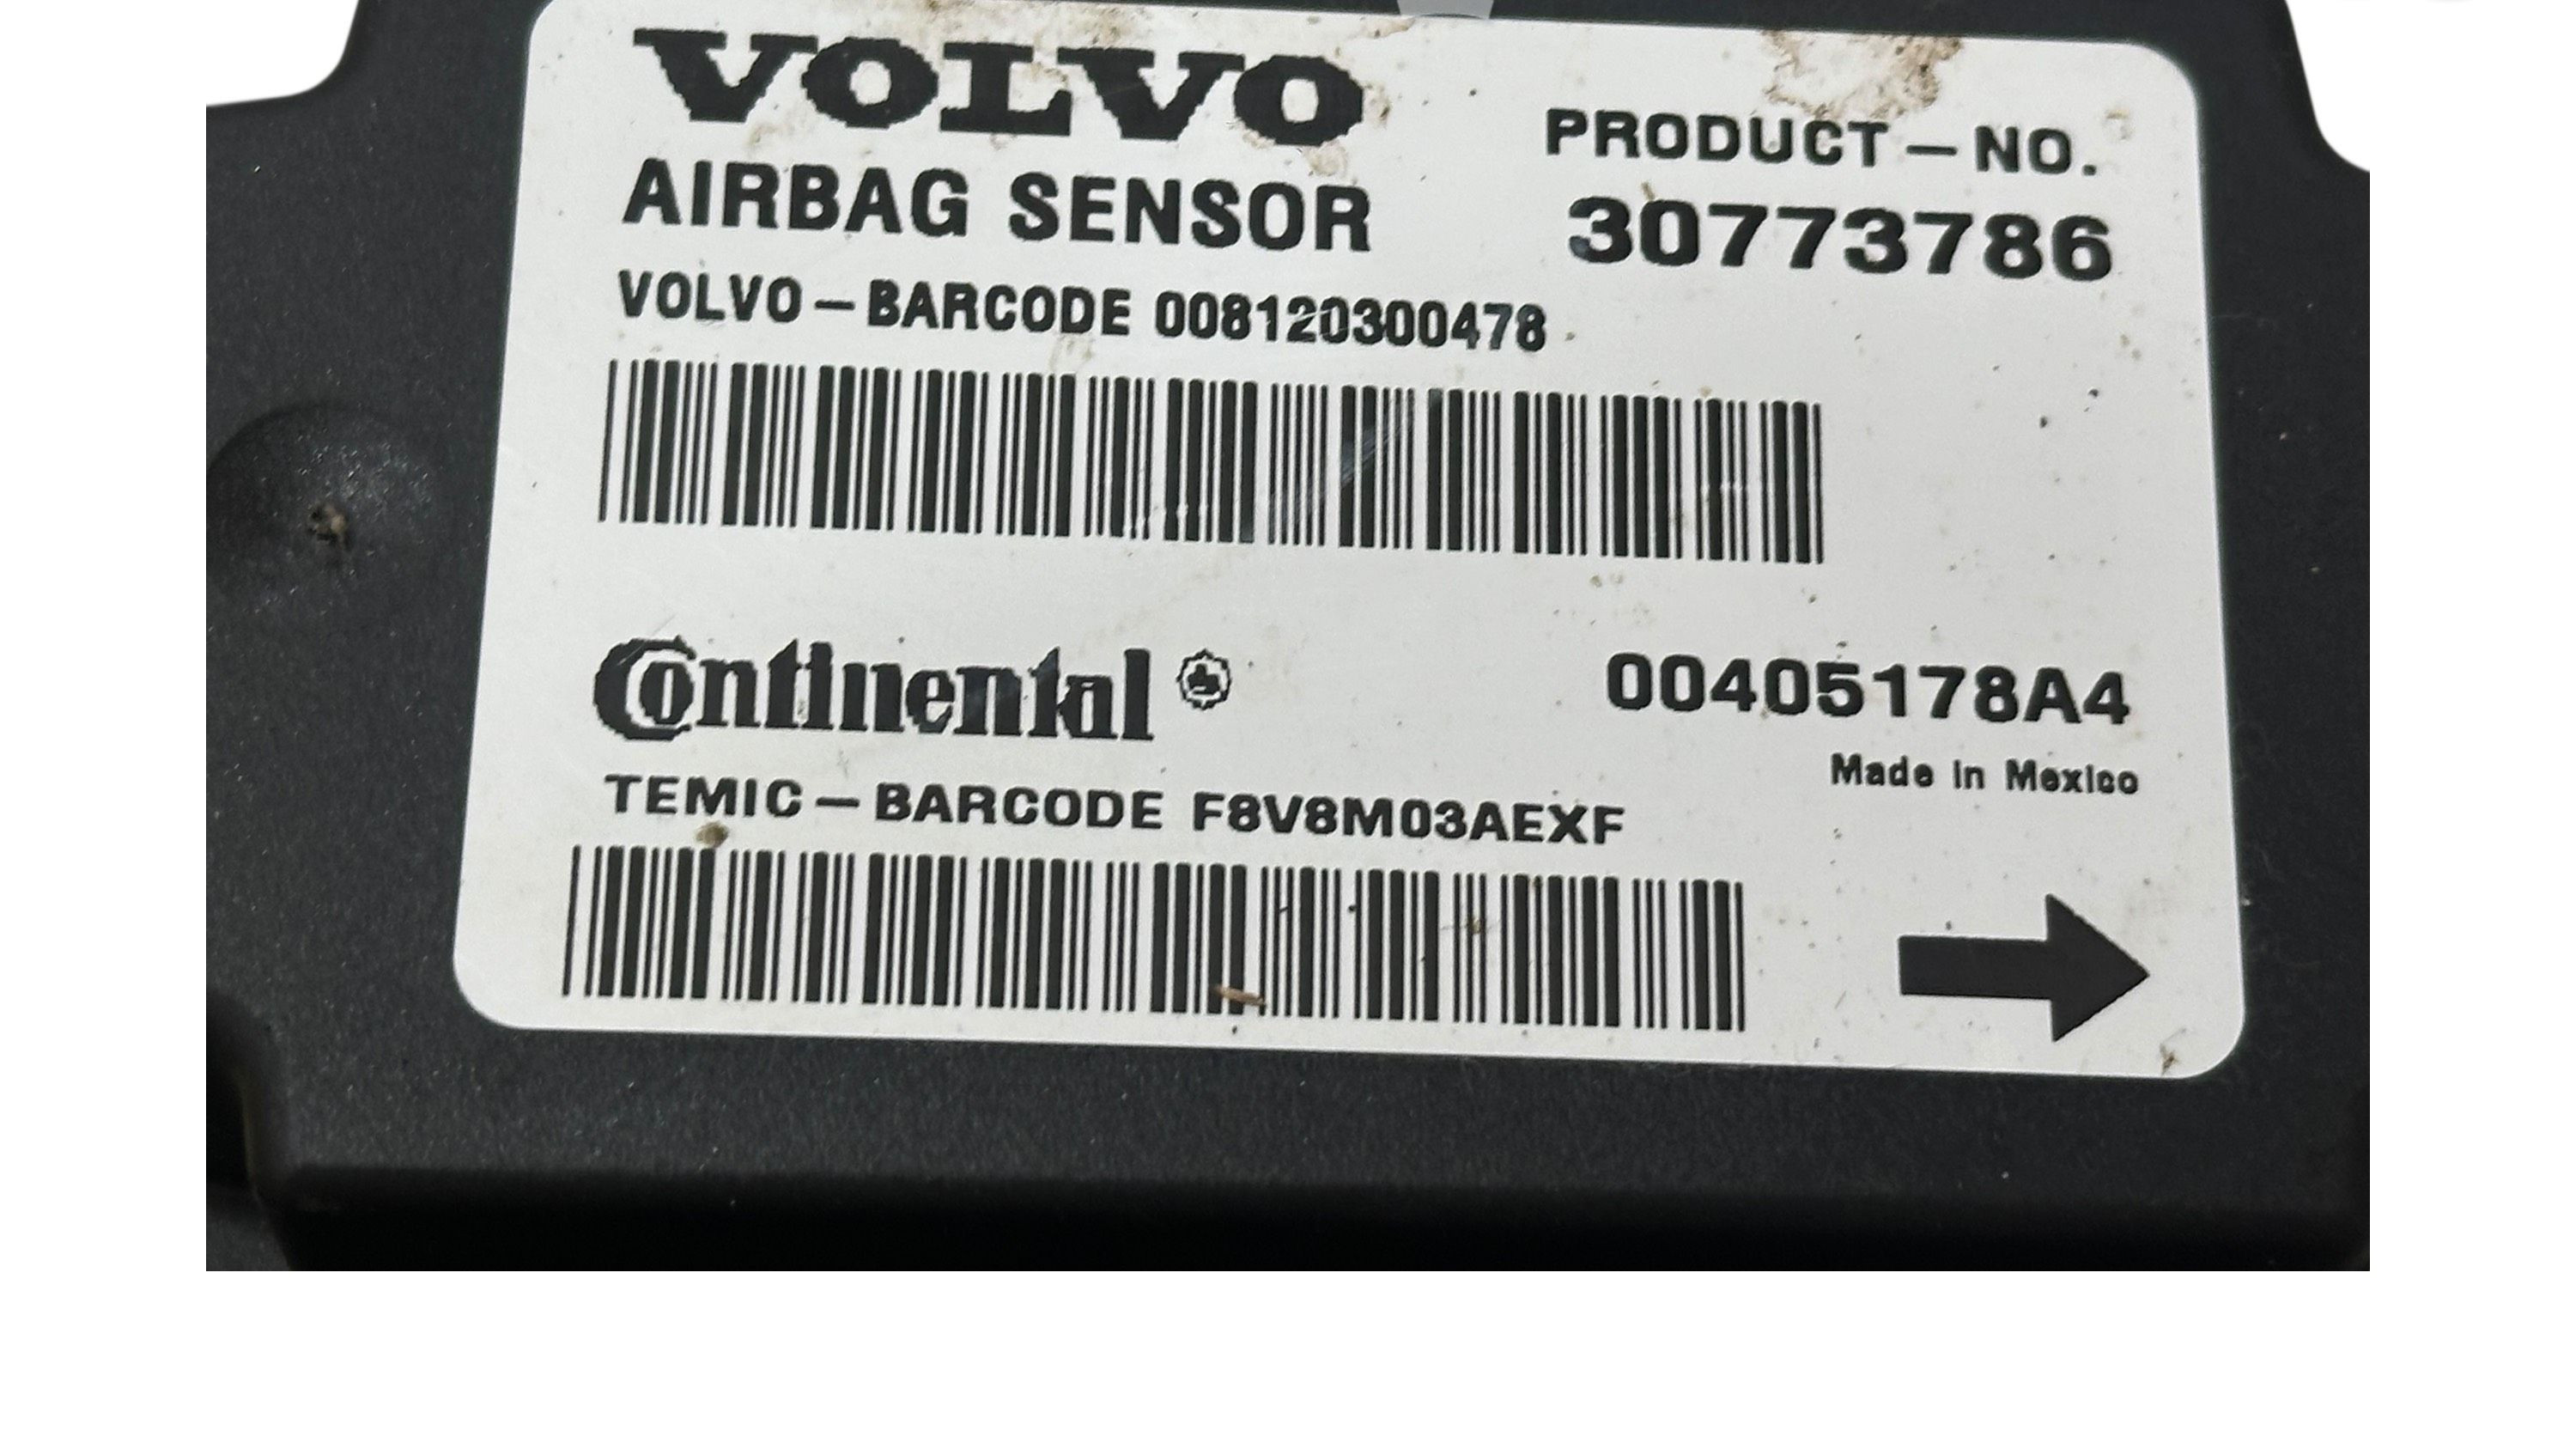 VOLVO
AIRBAG SENSOR
PRODUCT – NO.
30773786
VOLVO – BARCODE 008120300478
Continental
00405178A4
Made in Mexico
TEMIC – BARCODE F8V8M03AEXF